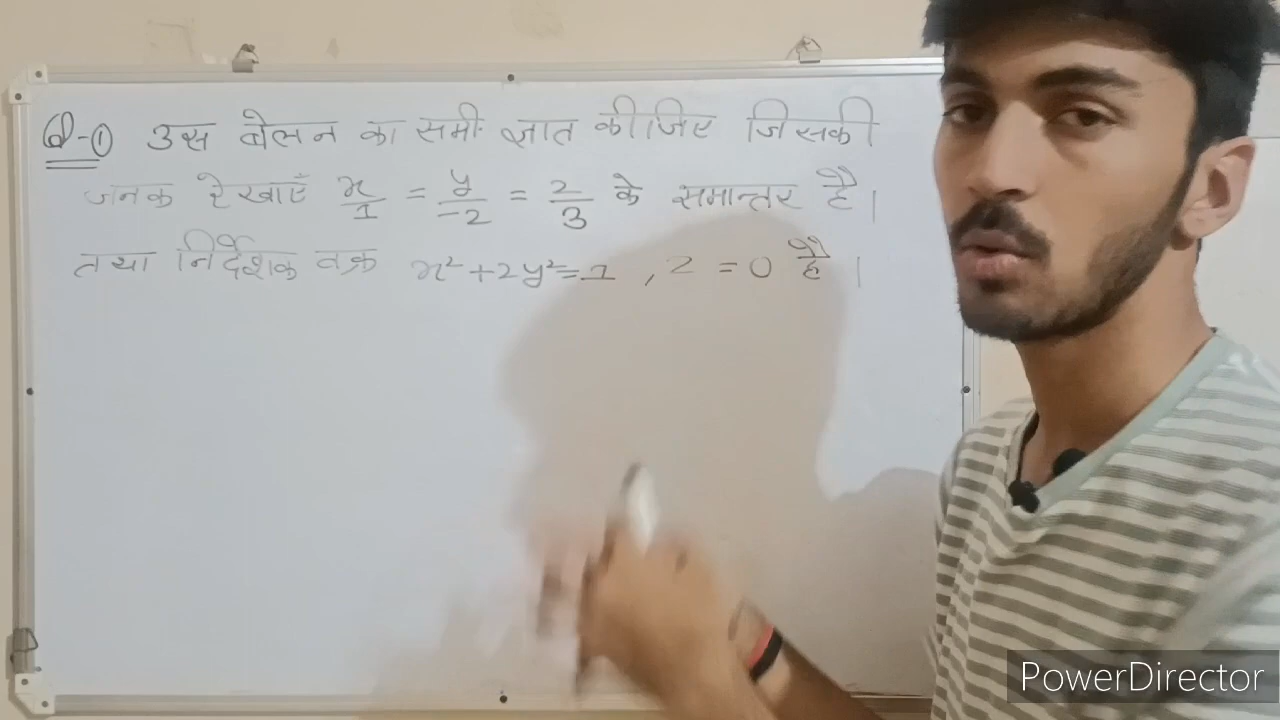 Q-① उस बेलन का समी. ज्ञात कीजिए जिसकी
जनक रेखाएँ x/1 = y/-2 = z/3 के समान्तर है।
तथा निर्देशक वक्र x²+2y²=1 , z = 0 है।
PowerDirector